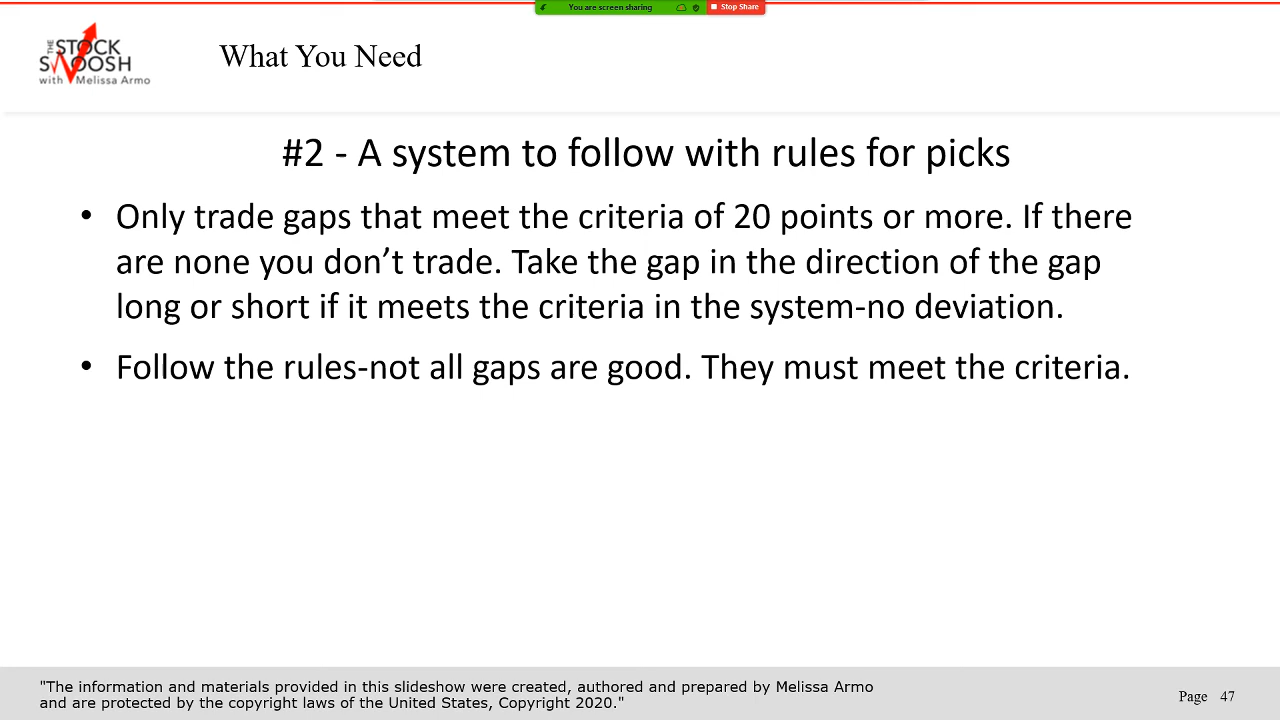 You are screen sharing
Stop Share
THE STOCK
SWOOSH
with Melissa Armo
What You Need
#2 - A system to follow with rules for picks
• Only trade gaps that meet the criteria of 20 points or more. If there
are none you don’t trade. Take the gap in the direction of the gap
long or short if it meets the criteria in the system-no deviation.
• Follow the rules-not all gaps are good. They must meet the criteria.
"The information and materials provided in this slideshow were created, authored and prepared by Melissa Armo
and are protected by the copyright laws of the United States, Copyright 2020."
Page 47